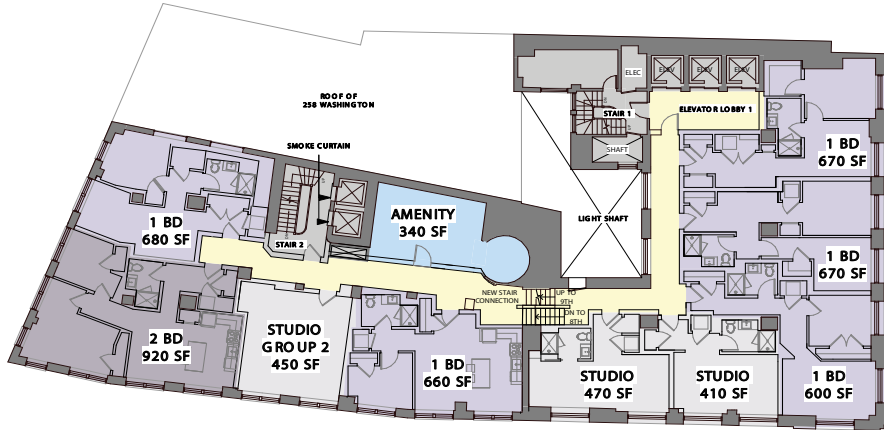 ROOF OF
258 WASHINGTON
SMOKE CURTAIN
ELEC
ELEV
ELEV
ELEV
ELEVATOR LOBBY 1
STAIR 1
SHAFT
LIGHT SHAFT
1 BD
670 SF
1 BD
680 SF
STAIR 2
AMENITY
340 SF
1 BD
670 SF
NEW STAIR
CONNECTION
UP TO
9TH
DN TO
8TH
2 BD
920 SF
STUDIO
GROUP 2
450 SF
1 BD
660 SF
STUDIO
470 SF
STUDIO
410 SF
1 BD
600 SF